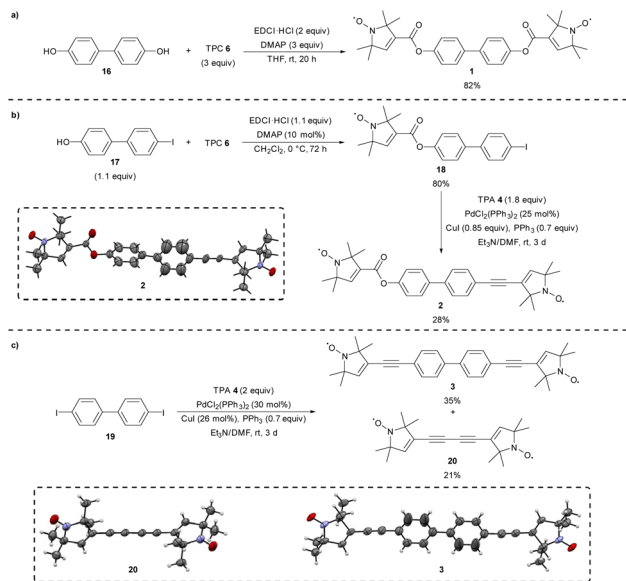 a)
HO
OH
16
+
TPC 6
(3 equiv)
EDCI·HCl (2 equiv)
DMAP (3 equiv)
THF, rt, 20 h
•O
N
O
O
O
O
N
O•
1
82%
b)
HO
I
17
(1.1 equiv)
+
TPC 6
EDCI·HCl (1.1 equiv)
DMAP (10 mol%)
CH2Cl2, 0 °C, 72 h
•O
N
O
O
I
18
80%
TPA 4 (1.8 equiv)
PdCl2(PPh3)2 (25 mol%)
CuI (0.85 equiv), PPh3 (0.7 equiv)
Et3N/DMF, rt, 3 d
2
•O
N
O
O
N
O•
2
28%
c)
I
I
19
TPA 4 (2 equiv)
PdCl2(PPh3)2 (30 mol%)
CuI (26 mol%), PPh3 (0.7 equiv)
Et3N/DMF, rt, 3 d
•O
N
N
O•
3
35%
+
•O
N
N
O•
20
21%
20
3